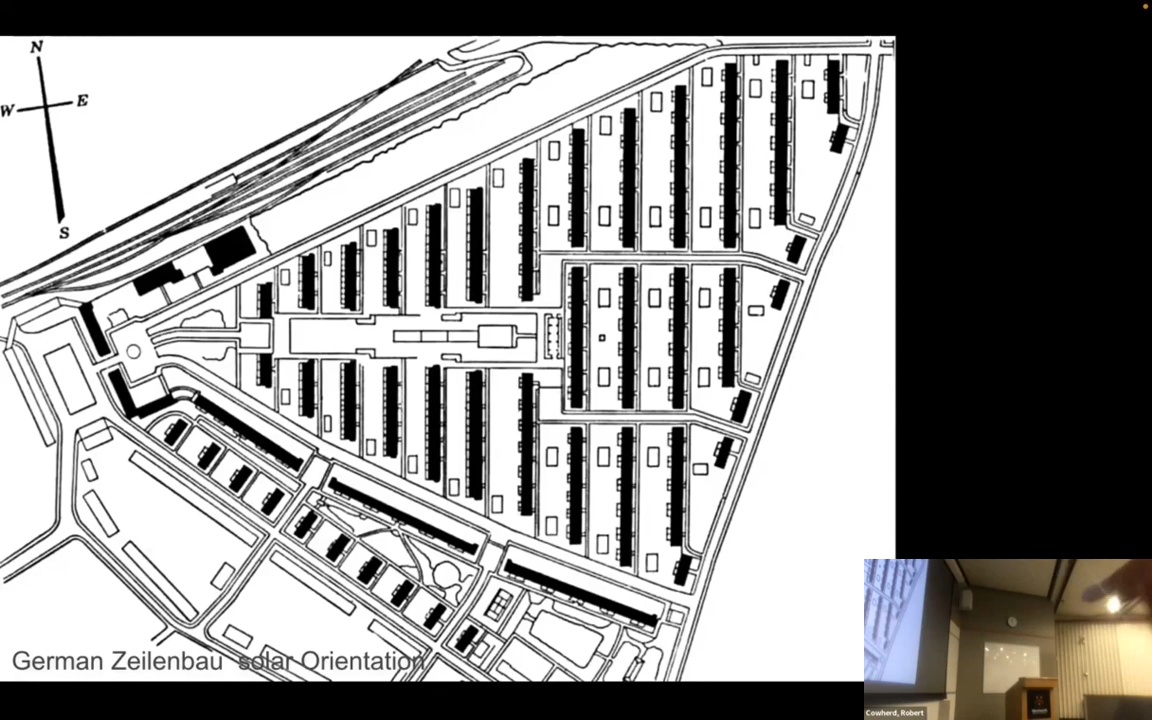 N
W E
S
German Zeilenbau solar Orientation
Cowherd, Robert